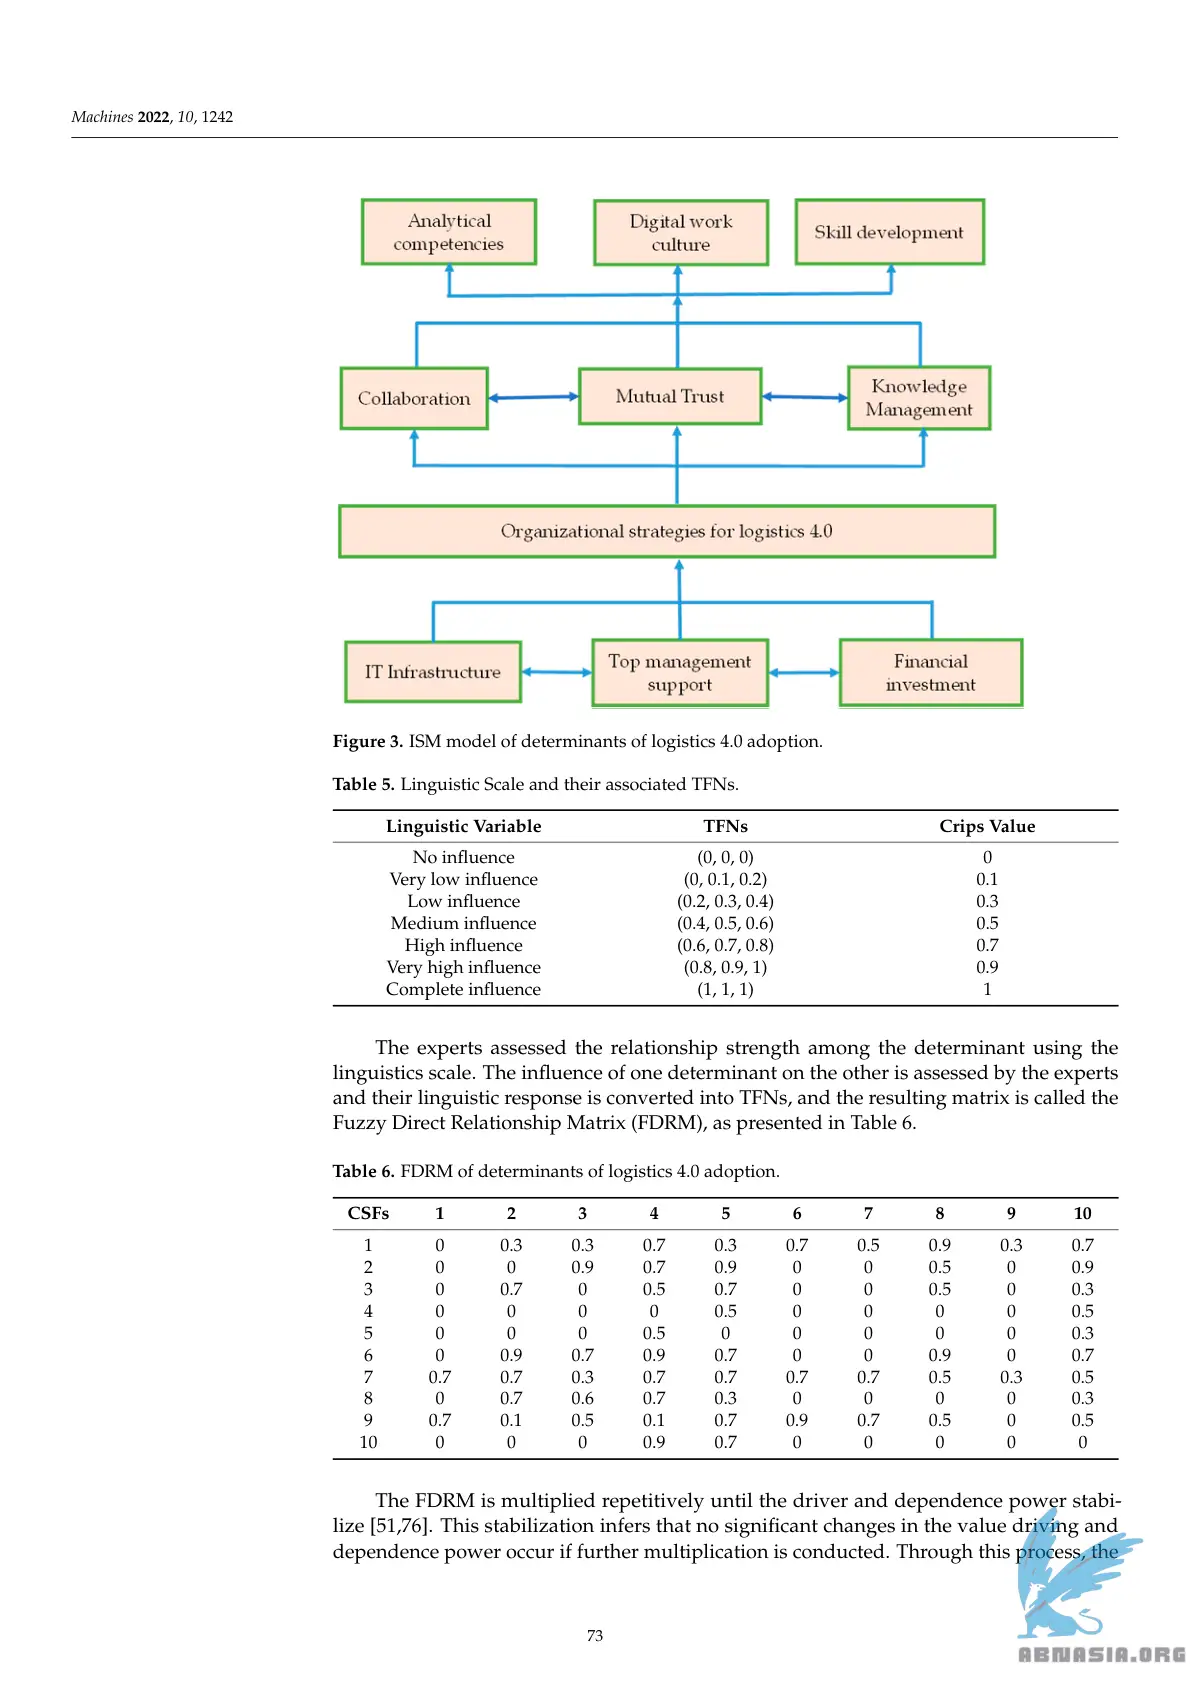 Machines 2022, 10, 1242
Analytical
competencies
Digital work
culture
Skill development
Collaboration
Mutual Trust
Knowledge
Management
Organizational strategies for logistics 4.0
IT Infrastructure
Top management
support
Financial
investment
Figure 3. ISM model of determinants of logistics 4.0 adoption.
Table 5. Linguistic Scale and their associated TFNs.
Linguistic Variable TFNs Crips Value
No influence (0, 0, 0) 0
Very low influence (0, 0.1, 0.2) 0.1
Low influence (0.2, 0.3, 0.4) 0.3
Medium influence (0.4, 0.5, 0.6) 0.5
High influence (0.6, 0.7, 0.8) 0.7
Very high influence (0.8, 0.9, 1) 0.9
Complete influence (1, 1, 1) 1
The experts assessed the relationship strength among the determinant using the
linguistics scale. The influence of one determinant on the other is assessed by the experts
and their linguistic response is converted into TFNs, and the resulting matrix is called the
Fuzzy Direct Relationship Matrix (FDRM), as presented in Table 6.
Table 6. FDRM of determinants of logistics 4.0 adoption.
CSFs 1 2 3 4 5 6 7 8 9 10
1 0 0.3 0.3 0.7 0.3 0.7 0.5 0.9 0.3 0.7
2 0 0 0.9 0.7 0.9 0 0 0.5 0 0.9
3 0 0.7 0 0.5 0.7 0 0 0.5 0 0.3
4 0 0 0 0 0.5 0 0 0 0 0.5
5 0 0 0 0.5 0 0 0 0 0 0.3
6 0 0.9 0.7 0.9 0.7 0 0 0.9 0 0.7
7 0.7 0.7 0.3 0.7 0.7 0.7 0.7 0.5 0.3 0.5
8 0 0.7 0.6 0.7 0.3 0 0 0 0 0.3
9 0.7 0.1 0.5 0.1 0.7 0.9 0.7 0.5 0 0.5
10 0 0 0 0.9 0.7 0 0 0 0 0
The FDRM is multiplied repetitively until the driver and dependence power stabi-
lize [51,76]. This stabilization infers that no significant changes in the value driving and
dependence power occur if further multiplication is conducted. Through this process, the
73
ABNASIA.ORG